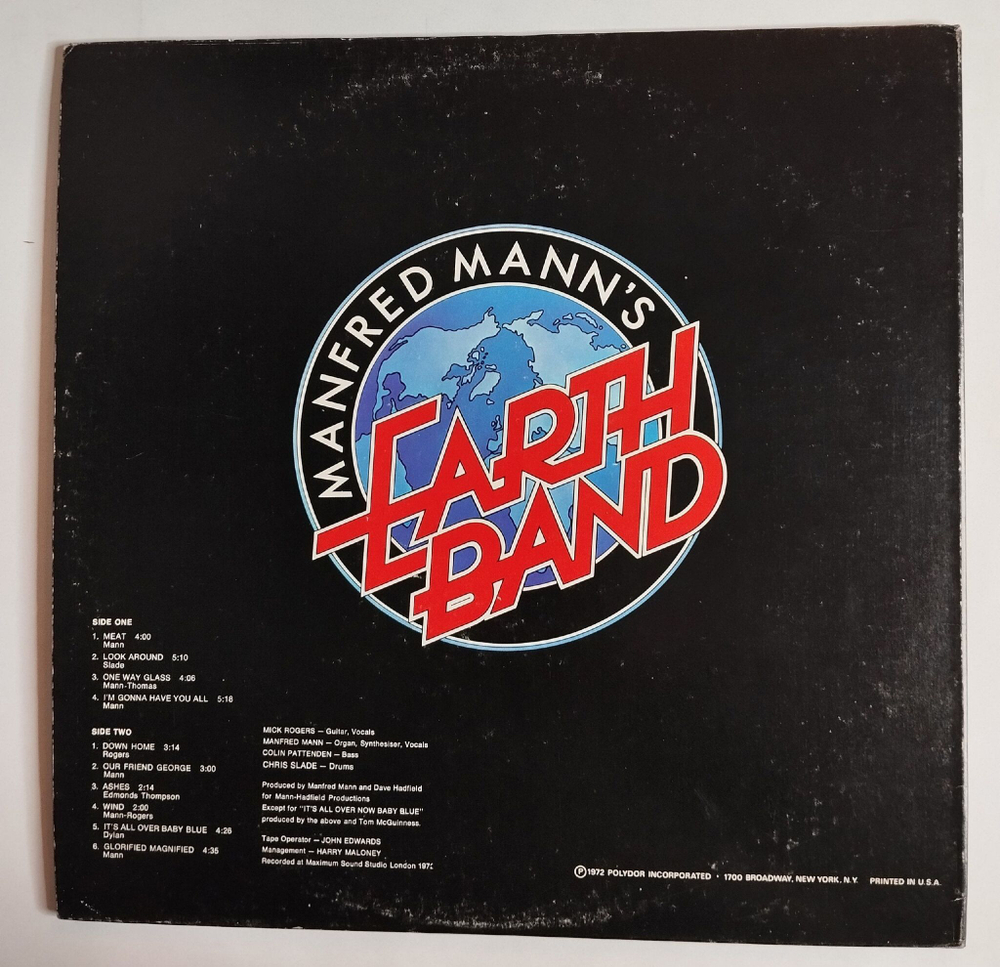 MANFRED MANN'S
EARTH
BAND
SIDE ONE
1. MEAT 4:00
Mann
2. LOOK AROUND 5:10
Slade
3. ONE WAY GLASS 4:06
Mann-Thomas
4. I'M GONNA HAVE YOU ALL 5:18
Mann
SIDE TWO
1. DOWN HOME 3:14
Rogers
2. OUR FRIEND GEORGE 3:00
Mann
3. ASHES 2:14
Edmonds Thompson
4. WIND 2:00
Mann-Rogers
5. IT'S ALL OVER BABY BLUE 4:26
Dylan
6. GLORIFIED MAGNIFIED 4:35
Mann
MICK ROGERS — Guitar, Vocals
MANFRED MANN — Organ, Synthesiser, Vocals
COLIN PATTENDEN — Bass
CHRIS SLADE — Drums
Produced by Manfred Mann and Dave Hadfield
for Mann-Hadfield Productions
Except for "IT'S ALL OVER NOW BABY BLUE"
produced by the above and Tom McGuinness.
Tape Operator — JOHN EDWARDS
Management — HARRY MALONEY
Recorded at Maximum Sound Studio London 1972
Ⓟ1972 POLYDOR INCORPORATED · 1700 BROADWAY, NEW YORK, N.Y. PRINTED IN U.S.A.